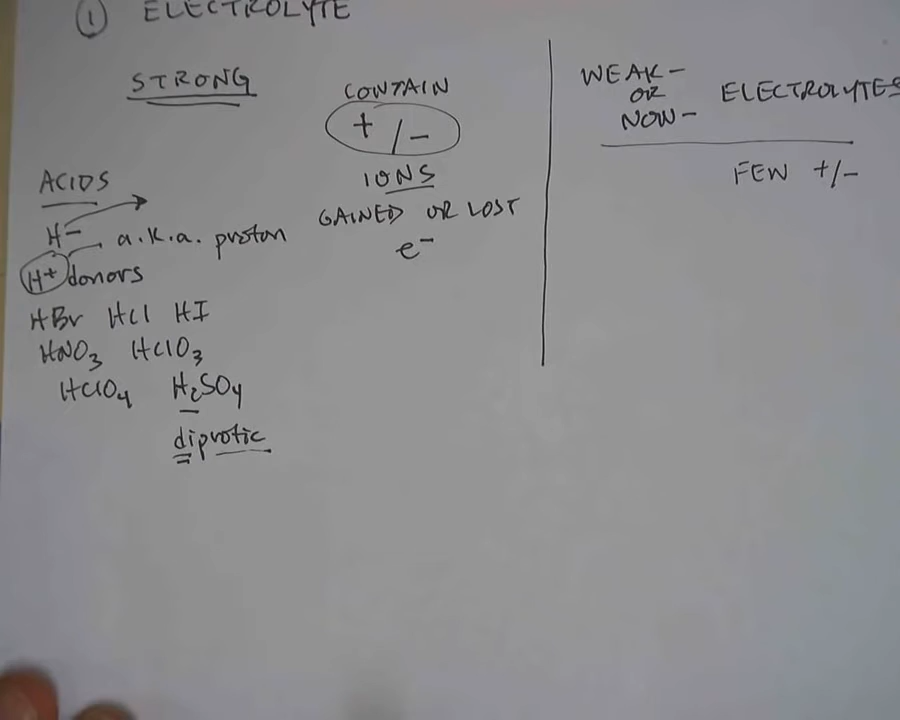 ① ELECTROLYTE
STRONG
CONTAIN
+/-
IONS
GAINED OR LOST
e⁻
ACIDS
H-
a.k.a. proton
H+ donors
HBr HCl HI
HNO₃ HClO₃
HClO₄ H₂SO₄
diprotic
WEAK-
OR
NOW-
ELECTROLYTES
FEW +/-